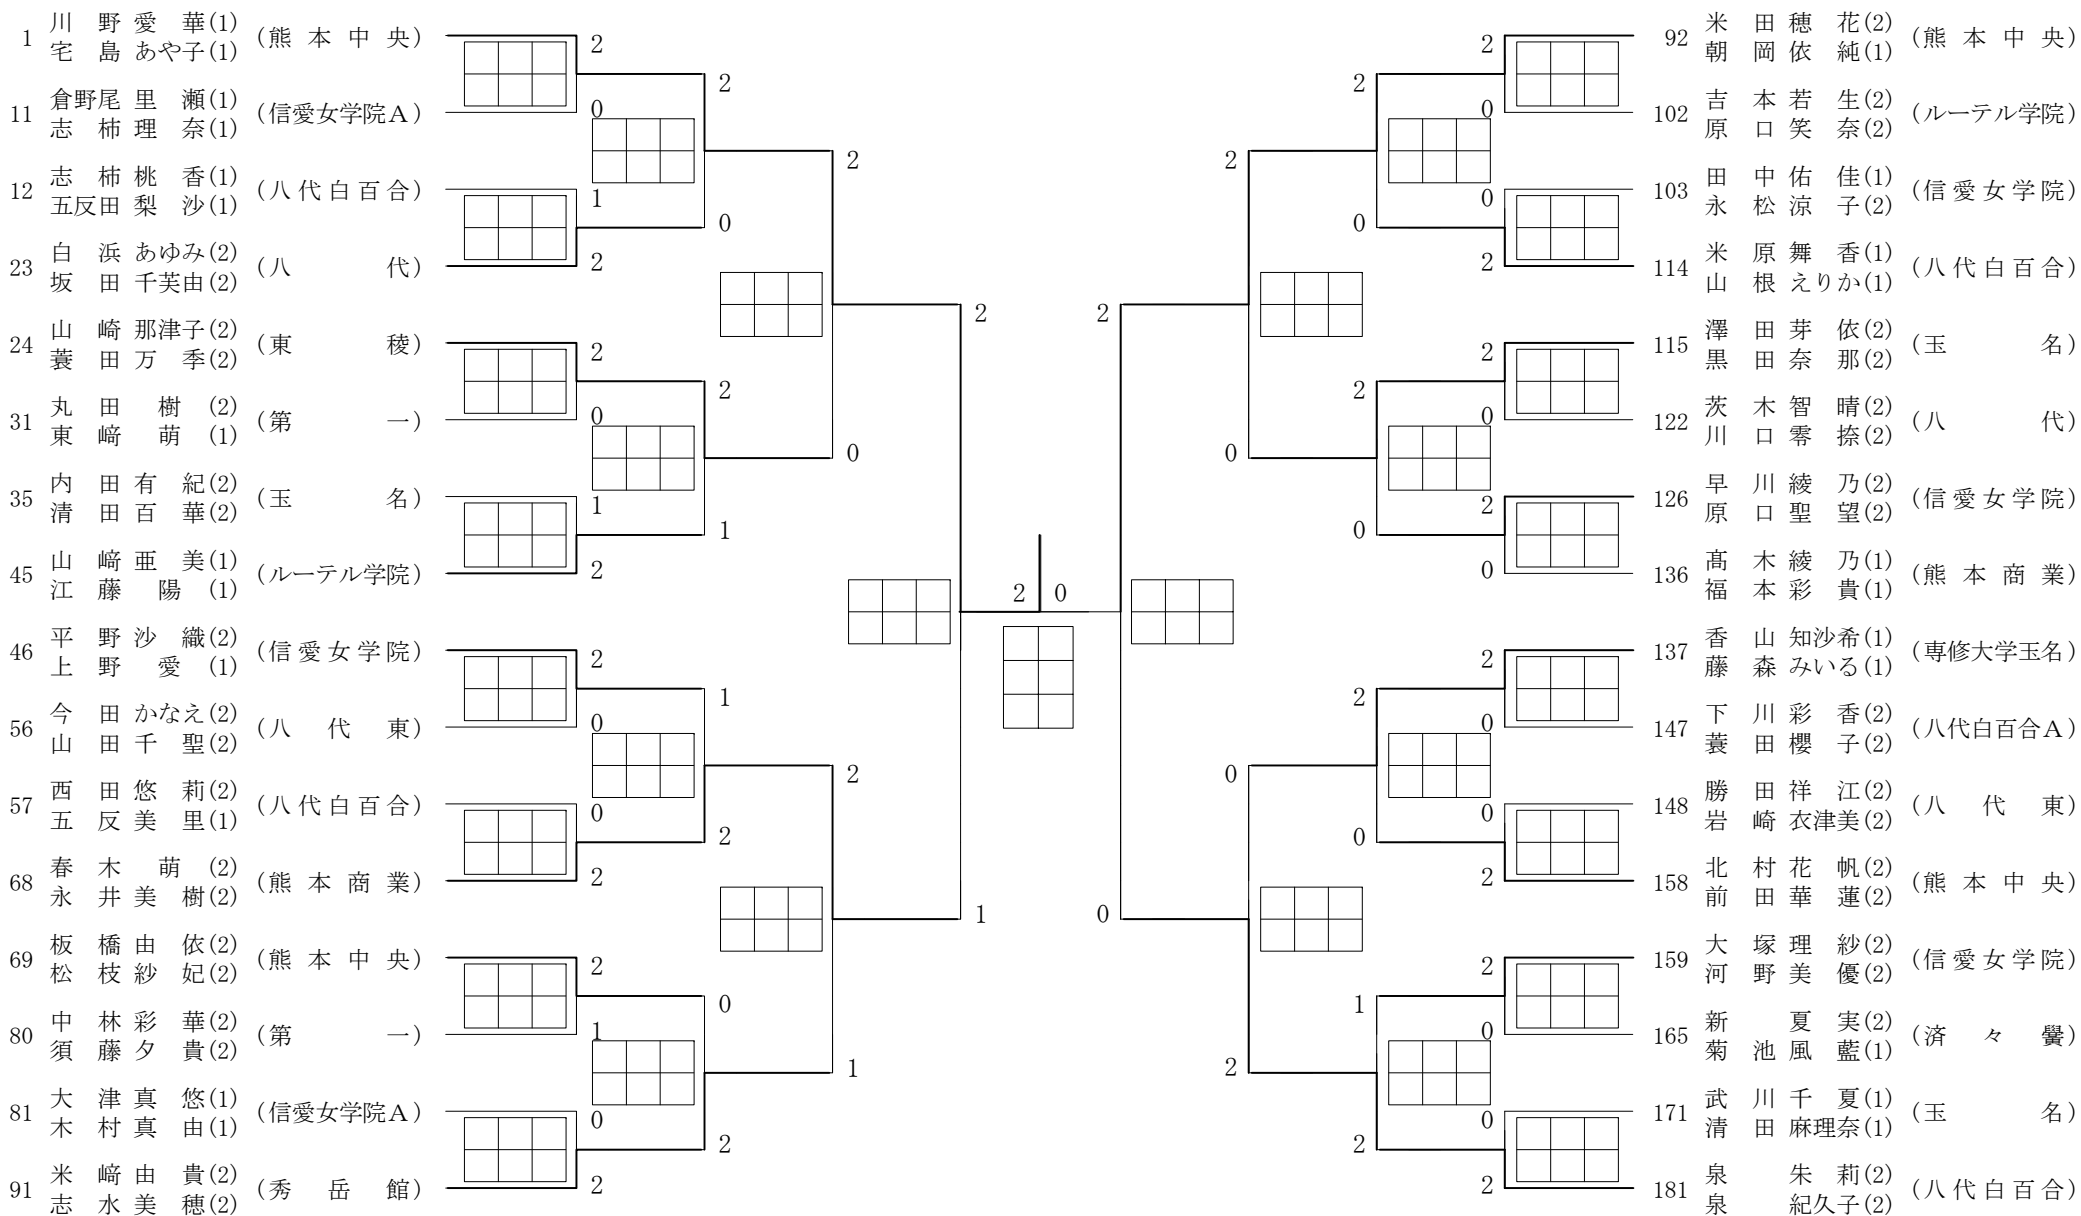 1 川野愛華(1) (熊本中央)
宅島あや子(1)
11 倉野尾里瀬(1) (信愛女学院A)
志柿理奈(1)
12 志柿桃香(1) (八代白百合)
五反田梨沙(1)
23 白浜あゆみ(2) (八代)
坂田千芙由(2)
24 山崎那津子(2) (東稜)
蓑田万季(2)
31 丸田樹(2) (第一)
東﨑萌(1)
35 内田有紀(2) (玉名)
清田百華(2)
45 山﨑亜美(1) (ルーテル学院)
江藤陽(1)
46 平野沙織(2) (信愛女学院)
上野愛(1)
56 今田かなえ(2) (八代東)
山田千聖(2)
57 西田悠莉(2) (八代白百合)
五反美里(1)
68 春木萌(2) (熊本商業)
永井美樹(2)
69 板橋由依(2) (熊本中央)
松枝紗妃(2)
80 中林彩華(2) (第一)
須藤夕貴(2)
81 大津真悠(1) (信愛女学院A)
木村真由(1)
91 米﨑由貴(2) (秀岳館)
志水美穂(2)
2
0
1
2
2
0
1
2
2
0
0
2
2
1
0
2
2
0
2
1
1
2
0
2
2
0
2
1
2
1
2 0
2
0
2
0
0
2
2
0
2
0
2
0
2
0
0
2
2
0
2
0
0
2
2
0
2
0
1
2
0
2
92 米田穂花(2) (熊本中央)
朝岡依純(1)
102 吉本若生(2) (ルーテル学院)
原口笑奈(2)
103 田中佑佳(1) (信愛女学院)
永松涼子(2)
114 米原舞香(1) (八代白百合)
山根えりか(1)
115 澤田芽依(2) (玉名)
黒田奈那(2)
122 茨木智晴(2) (八代)
川口零捺(2)
126 早川綾乃(2) (信愛女学院)
原口聖望(2)
136 髙木綾乃(1) (熊本商業)
福本彩貴(1)
137 香山知沙希(1) (専修大学玉名)
藤森みいる(1)
147 下川彩香(2) (八代白百合A)
蓑田櫻子(2)
148 勝田祥江(2) (八代東)
岩崎衣津美(2)
158 北村花帆(2) (熊本中央)
前田華蓮(2)
159 大塚理紗(2) (信愛女学院)
河野美優(2)
165 新夏実(2) (済々黌)
菊池風藍(1)
171 武川千夏(1) (玉名)
清田麻理奈(1)
181 泉朱莉(2) (八代白百合)
泉紀久子(2)